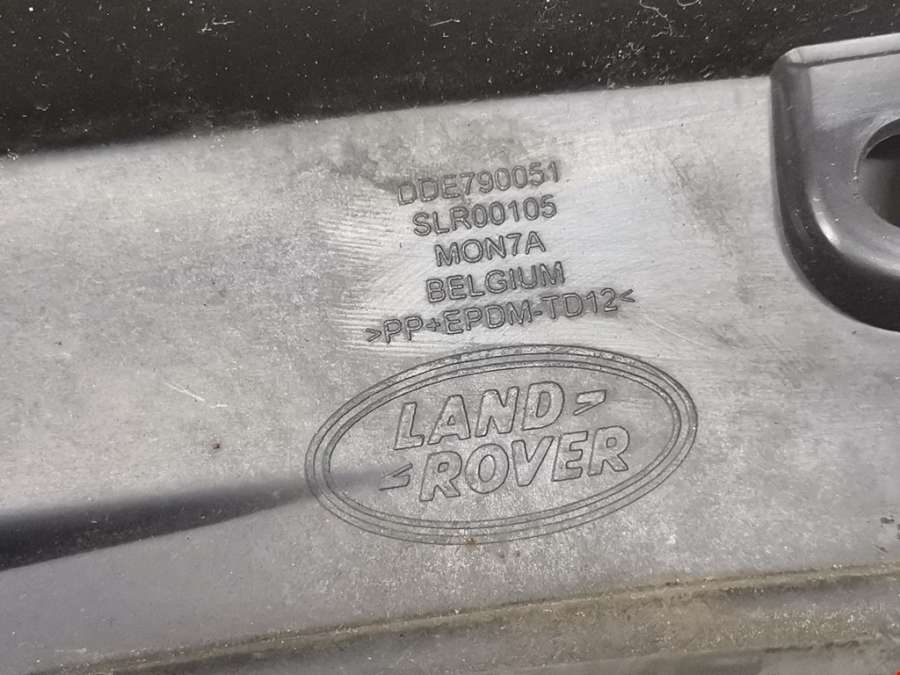 DDE790051
SLR00105
MON7A
BELGIUM
>PP+EPDM-TD12<
LAND
ROVER